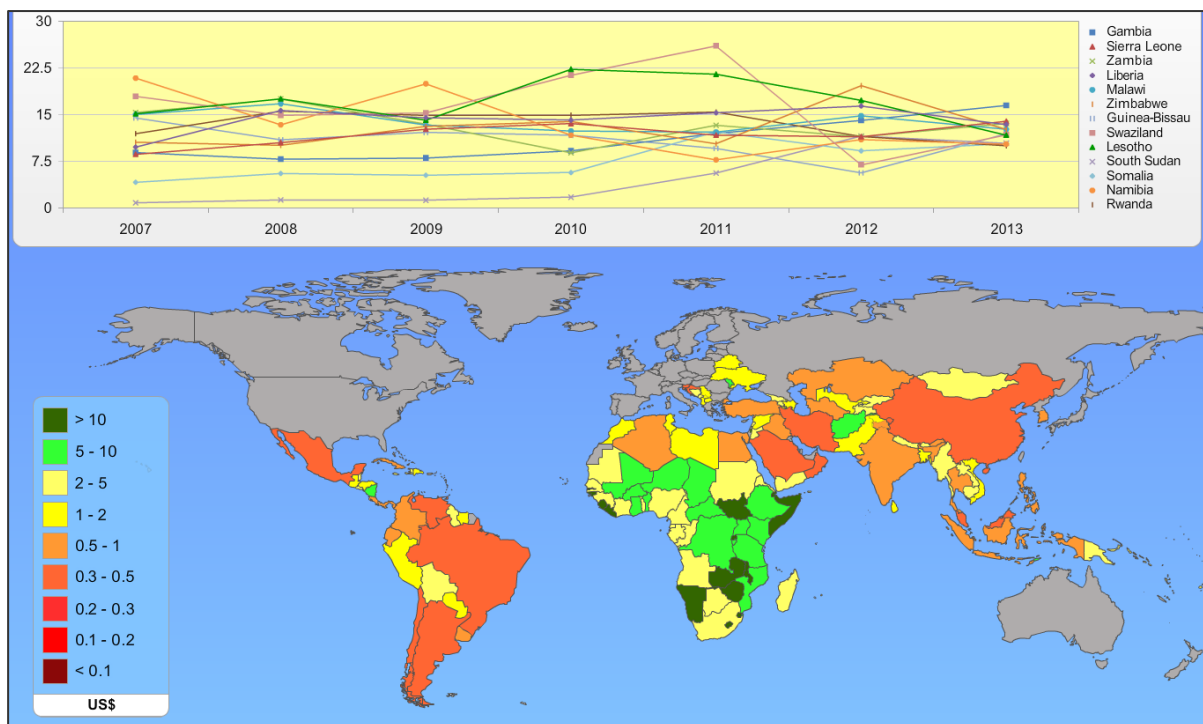 30
22.5
15
7.5
0
2007 2008 2009 2010 2011 2012 2013
Gambia
Sierra Leone
Zambia
Liberia
Malawi
Zimbabwe
Guinea-Bissau
Swaziland
Lesotho
South Sudan
Somalia
Namibia
Rwanda
> 10
5 - 10
2 - 5
1 - 2
0.5 - 1
0.3 - 0.5
0.2 - 0.3
0.1 - 0.2
< 0.1
US$